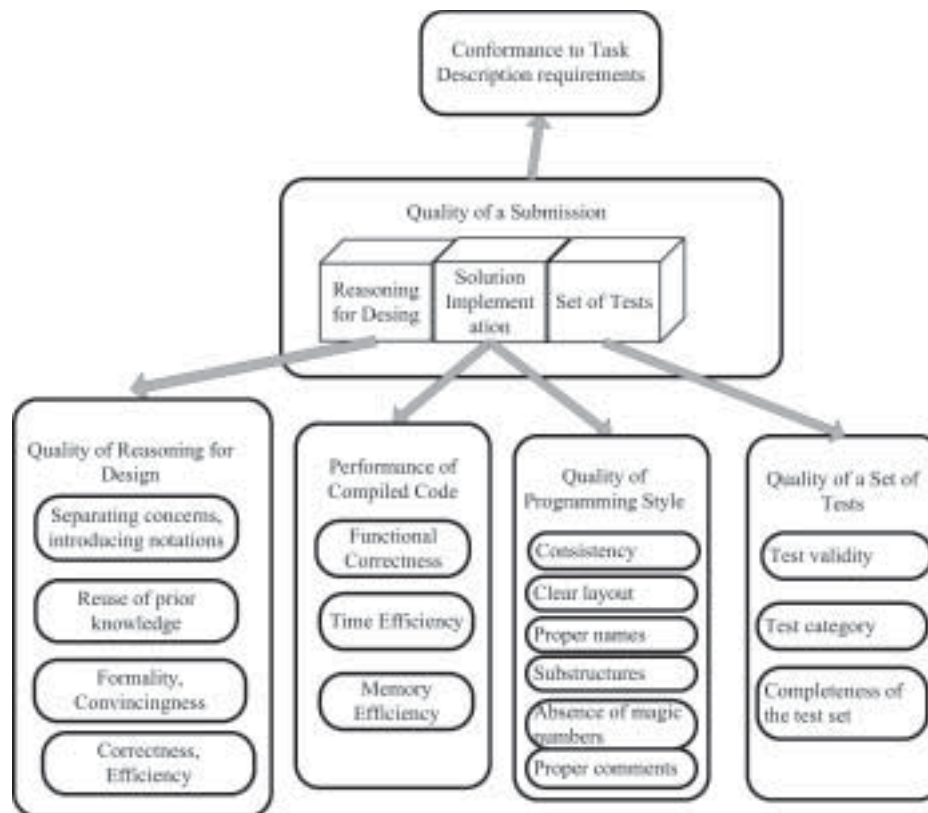 Conformance to Task
Description requirements
Quality of a Submission
Reasoning
for Desing
Solution
Implement
ation
Set of Tests
Quality of Reasoning for
Design
Separating concerns,
introducing notations
Reuse of prior
knowledge
Formality,
Convincingness
Correctness,
Efficiency
Performance of
Compiled Code
Functional
Correctness
Time Efficiency
Memory
Efficiency
Quality of
Programming Style
Consistency
Clear layout
Proper names
Substructures
Absence of magic
numbers
Proper comments
Quality of a Set of
Tests
Test validity
Test category
Completeness of
the test set